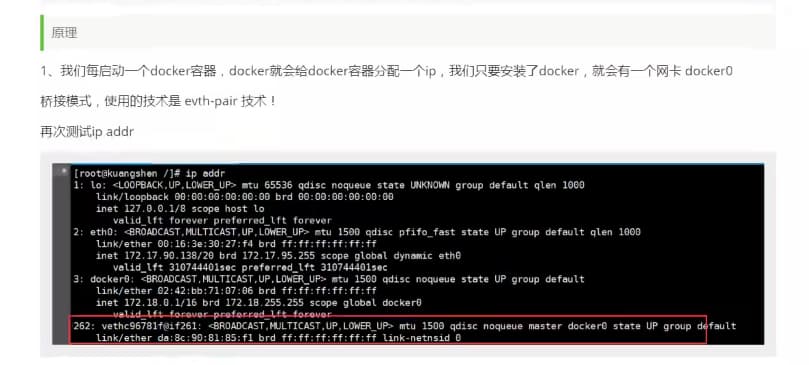 原理
1、我们每启动一个docker容器，docker就会给docker容器分配一个ip，我们只要安装了docker，就会有一个网卡 docker0
桥接模式，使用的技术是 evth-pair 技术！
再次测试ip addr
[root@kuangshen /]# ip addr
1: lo: <LOOPBACK,UP,LOWER_UP> mtu 65536 qdisc noqueue state UNKNOWN group default qlen 1000
link/loopback 00:00:00:00:00:00 brd 00:00:00:00:00:00
inet 127.0.0.1/8 scope host lo
valid_lft forever preferred_lft forever
2: eth0: <BROADCAST,MULTICAST,UP,LOWER_UP> mtu 1500 qdisc pfifo_fast state UP group default qlen 1000
link/ether 00:16:3e:30:27:f4 brd ff:ff:ff:ff:ff:ff
inet 172.17.90.138/20 brd 172.17.95.255 scope global dynamic eth0
valid_lft 310744401sec preferred_lft 310744401sec
3: docker0: <BROADCAST,MULTICAST,UP,LOWER_UP> mtu 1500 qdisc noqueue state UP group default
link/ether 02:42:bb:71:07:06 brd ff:ff:ff:ff:ff:ff
inet 172.18.0.1/16 brd 172.18.255.255 scope global docker0
valid_lft forever preferred_lft forever
262: vethc96781f@if261: <BROADCAST,MULTICAST,UP,LOWER_UP> mtu 1500 qdisc noqueue master docker0 state UP group default
link/ether da:8c:90:81:85:f1 brd ff:ff:ff:ff:ff:ff link-netnsid 0